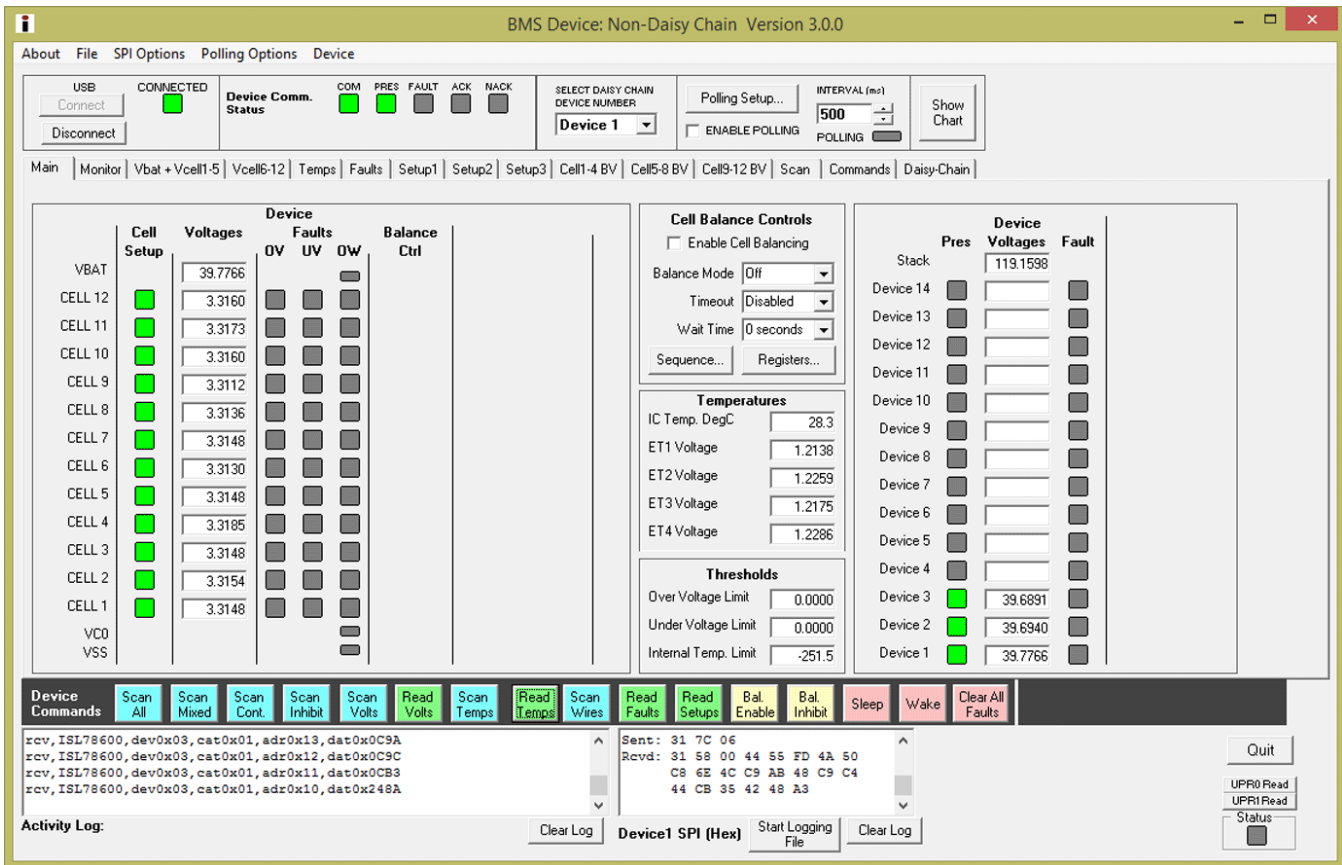 BMS Device: Non-Daisy Chain Version 3.0.0
About File SPI Options Polling Options Device
USB
Connect
Disconnect
CONNECTED
Device Comm. Status
COM PRES FAULT ACK NACK
SELECT DAISY CHAIN
DEVICE NUMBER
Device 1
Polling Setup...
ENABLE POLLING
INTERVAL (ms)
500
POLLING
Show
Chart
Main Monitor Vbat + Vcell1-5 Vcell6-12 Temps Faults Setup1 Setup2 Setup3 Cell1-4 BV Cell5-8 BV Cell9-12 BV Scan Commands Daisy-Chain
Device
Cell Voltages Faults Balance
Setup OV UV OW Ctrl
VBAT 39.7766
CELL 12 3.3160
CELL 11 3.3173
CELL 10 3.3160
CELL 9 3.3112
CELL 8 3.3136
CELL 7 3.3148
CELL 6 3.3130
CELL 5 3.3148
CELL 4 3.3185
CELL 3 3.3148
CELL 2 3.3154
CELL 1 3.3148
VC0
VSS
Cell Balance Controls
Enable Cell Balancing
Balance Mode Off
Timeout Disabled
Wait Time 0 seconds
Sequence... Registers...
Temperatures
IC Temp. DegC 28.3
ET1 Voltage 1.2138
ET2 Voltage 1.2259
ET3 Voltage 1.2175
ET4 Voltage 1.2286
Thresholds
Over Voltage Limit 0.0000
Under Voltage Limit 0.0000
Internal Temp. Limit -251.5
Device
Pres Voltages Fault
Stack 119.1598
Device 14
Device 13
Device 12
Device 11
Device 10
Device 9
Device 8
Device 7
Device 6
Device 5
Device 4
Device 3 39.6891
Device 2 39.6940
Device 1 39.7766
Device Scan Scan Scan Scan Scan Read Scan Read Scan Read Read Bal. Bal. Sleep Wake Clear All
Commands All Mixed Cont. Inhibit Volts Volts Temps Temps Wires Faults Setups Enable Inhibit Faults
rcv,ISL78600,dev0x03,cat0x01,adr0x13,dat0x0C9A
rcv,ISL78600,dev0x03,cat0x01,adr0x12,dat0x0C9C
rcv,ISL78600,dev0x03,cat0x01,adr0x11,dat0x0CB3
rcv,ISL78600,dev0x03,cat0x01,adr0x10,dat0x248A
Activity Log:
Clear Log
Sent: 31 7C 06
Rcvd: 31 58 00 44 55 FD 4A 50
C8 6E 4C C9 AB 48 C9 C4
44 CB 35 42 48 A3
Device1 SPI (Hex)
Start Logging
File
Clear Log
Quit
UPR0 Read
UPR1 Read
Status